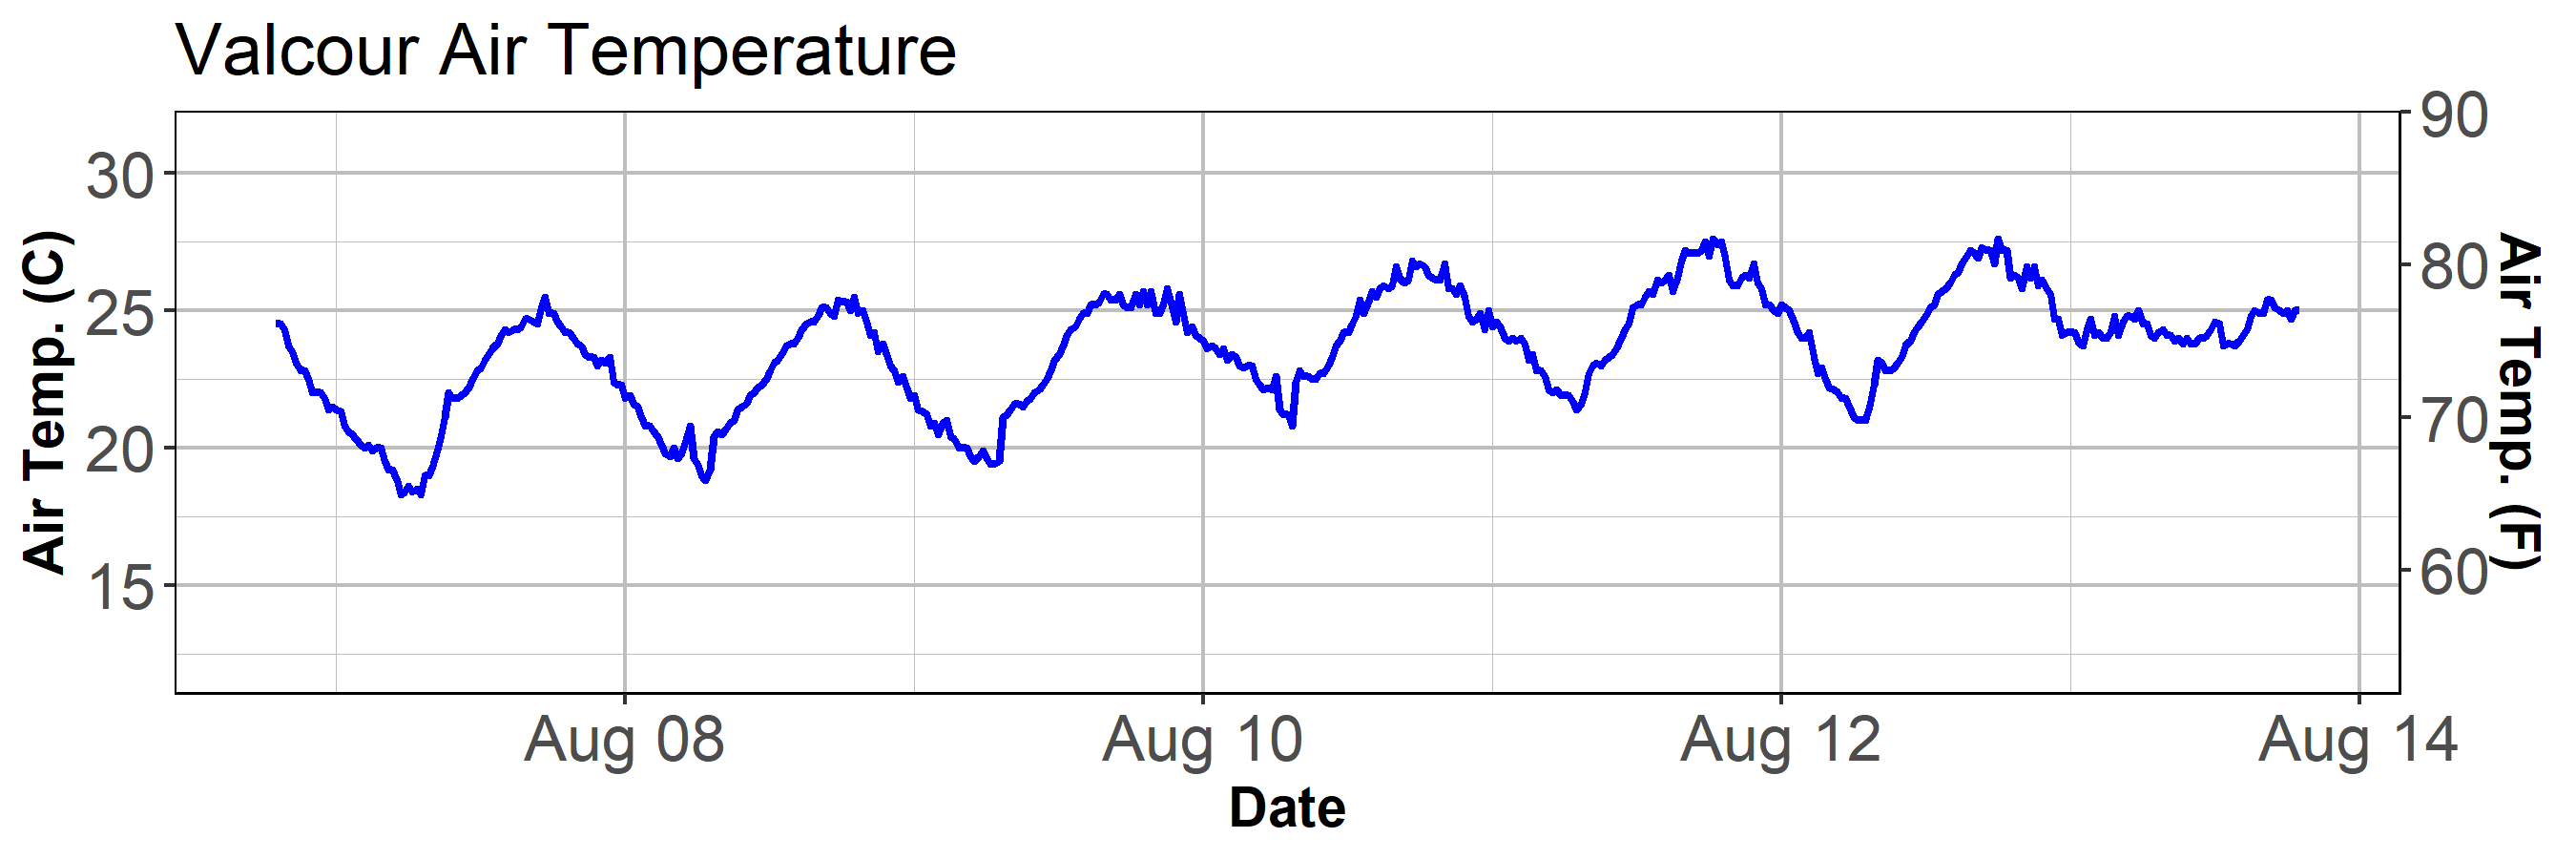 Valcour Air Temperature
Air Temp. (C)
30
25
20
15
90
80
70
60
Air Temp. (F)
Aug 08
Aug 10
Aug 12
Aug 14
Date